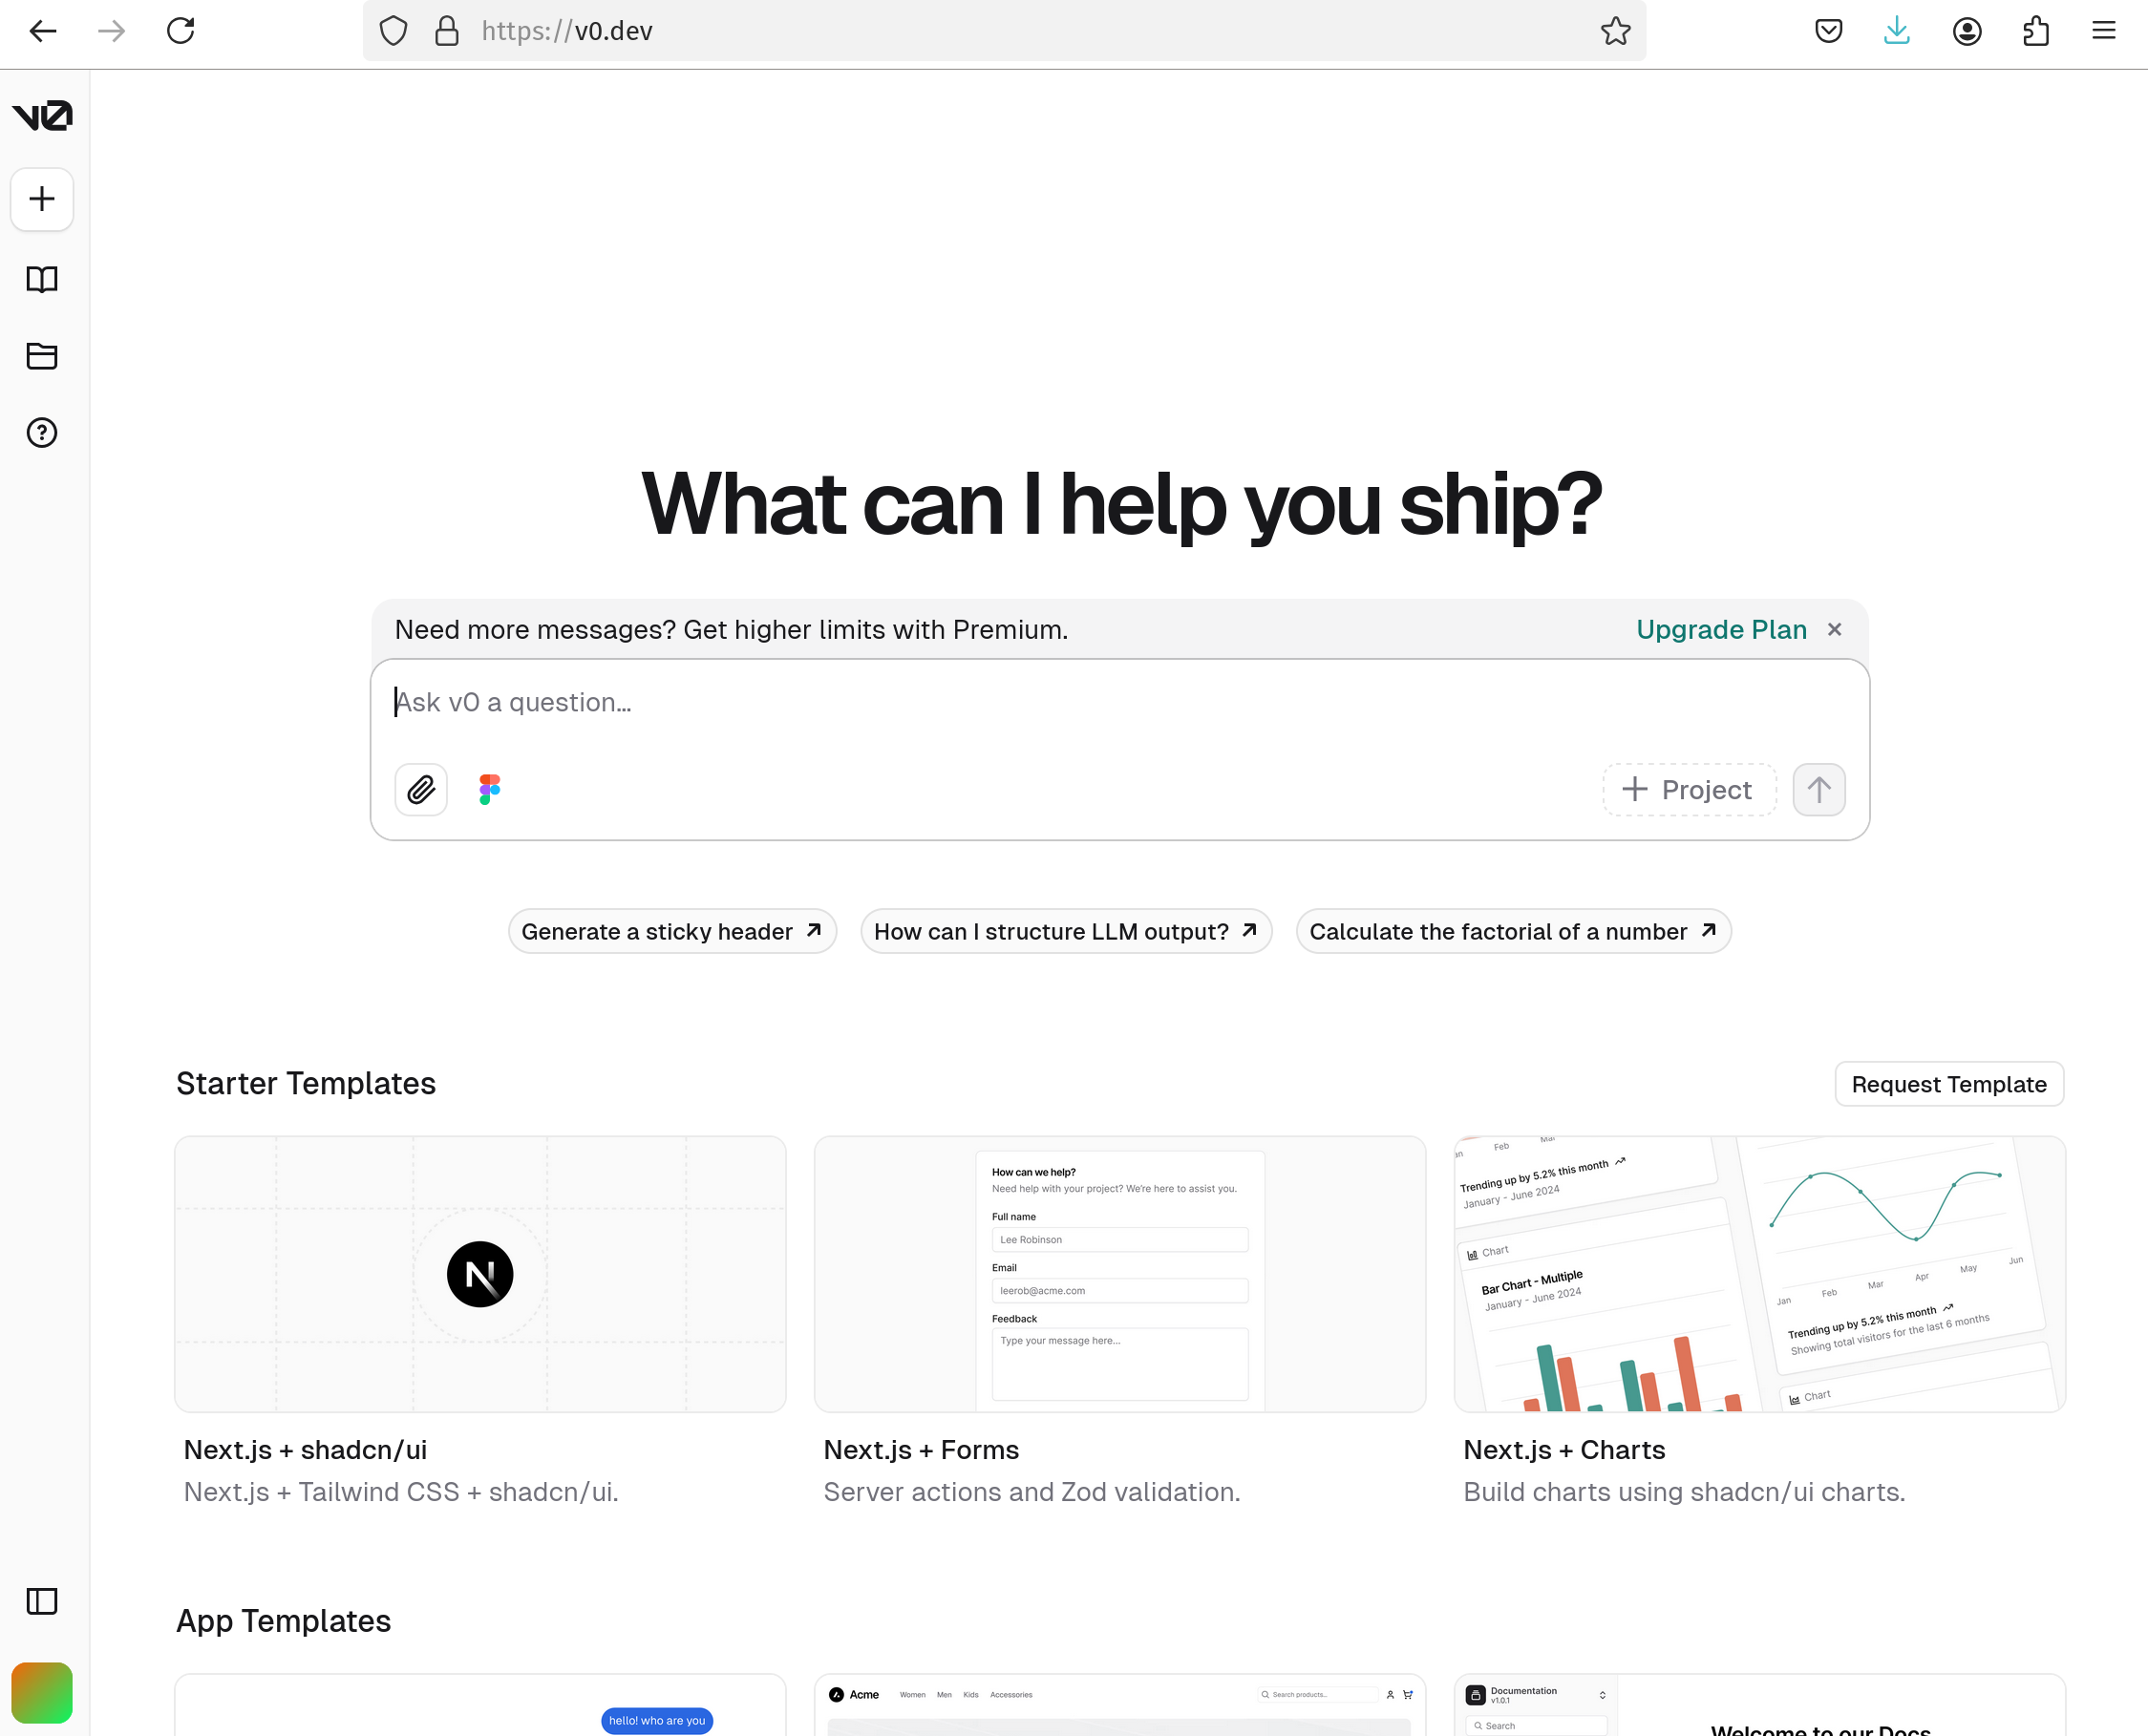 https://v0.dev
v0
What can I help you ship?
Need more messages? Get higher limits with Premium.
Upgrade Plan
Ask v0 a question...
Project
Generate a sticky header
How can I structure LLM output?
Calculate the factorial of a number
Starter Templates
Request Template
How can we help?
Need help with your project? We're here to assist you.
Full name
Lee Robinson
Email
leerob@acme.com
Feedback
Type your message here...
Feb
Trending up by 5.2% this month
January - June 2024
Chart
Bar Chart - Multiple
January - June 2024
Jan Feb Mar Apr May Jun
Trending up by 5.2% this month
Showing total visitors for the last 6 months
Chart
Next.js + shadcn/ui
Next.js + Tailwind CSS + shadcn/ui.
Next.js + Forms
Server actions and Zod validation.
Next.js + Charts
Build charts using shadcn/ui charts.
App Templates
hello! who are you
Acme
Women Men Kids Accessories
Search products...
Documentation
v1.0.1
Search
Welcome to our Docs